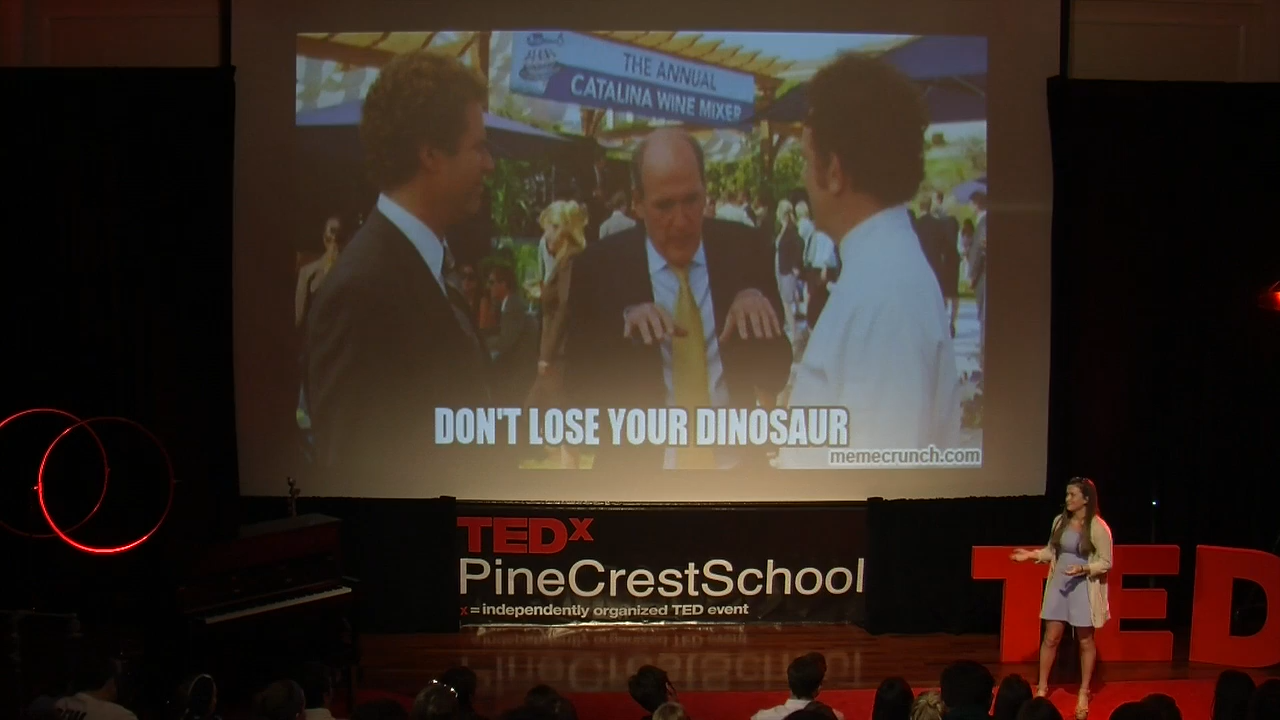 THE ANNUAL
CATALINA WINE MIXER
DON'T LOSE YOUR DINOSAUR
memecrunch.com
TEDx
PineCrestSchool
x = independently organized TED event
TED